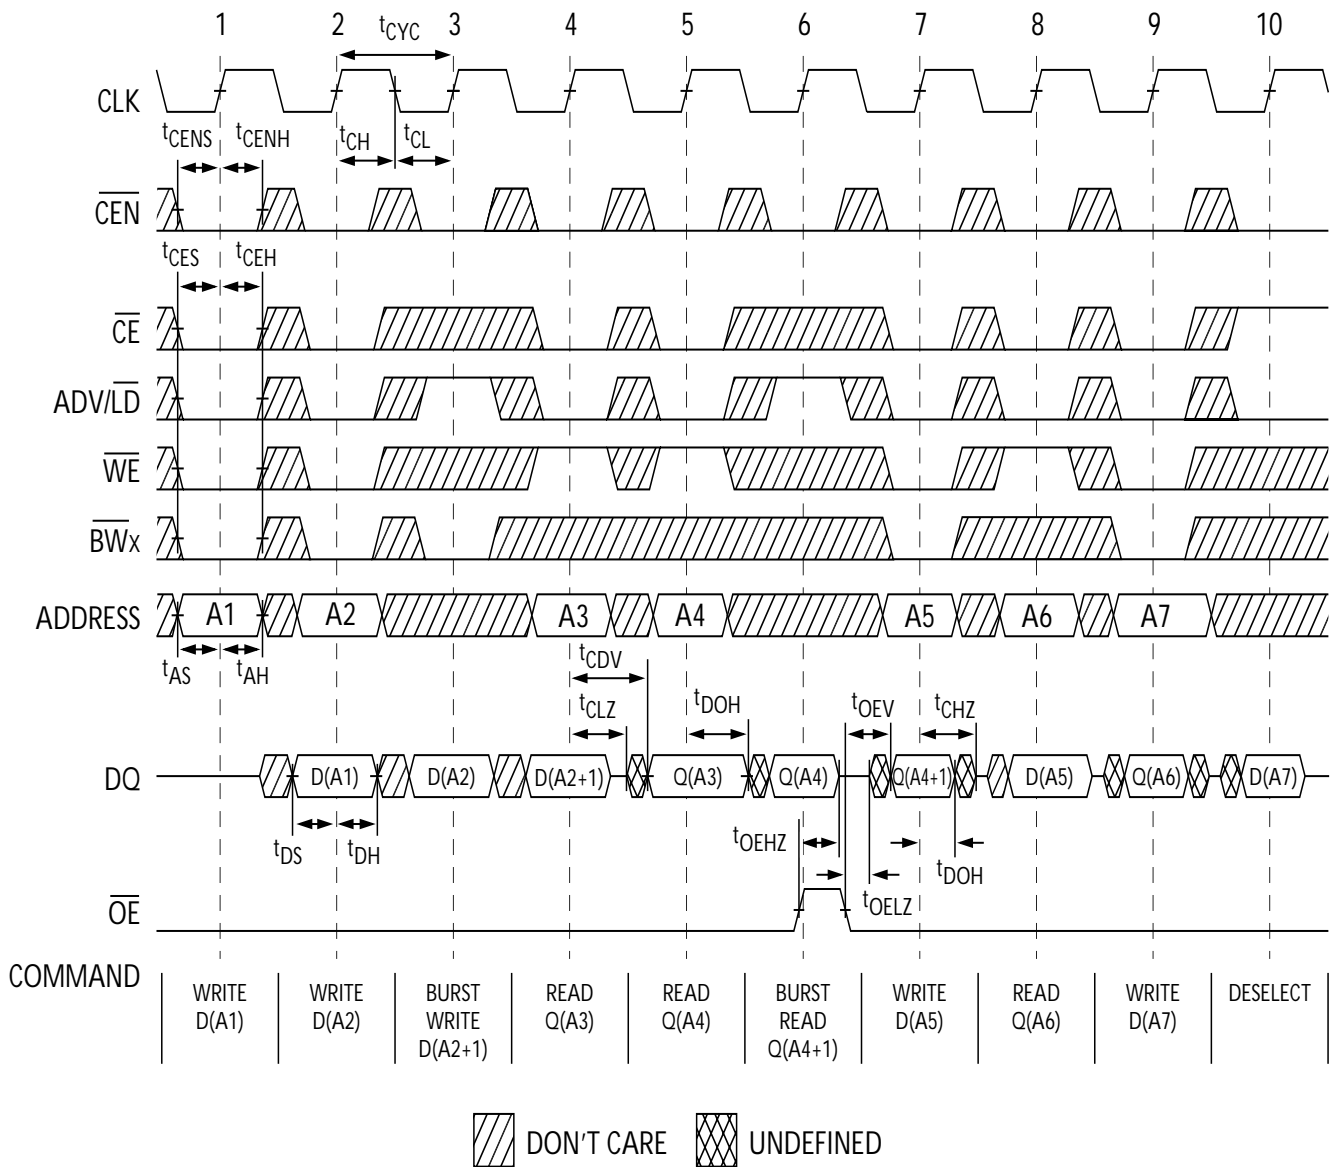 1 2 3 4 5 6 7 8 9 10
tCYC
CLK
tCENS tCENH tCH tCL
CEN
tCES tCEH
CE
ADV/LD
WE
BWx
ADDRESS A1 A2 A3 A4 A5 A6 A7
tAS tAH tCDV
tCLZ tDOH tOEV tCHZ
DQ D(A1) D(A2) D(A2+1) Q(A3) Q(A4) Q(A4+1) D(A5) Q(A6) D(A7)
tDS tDH tOEHZ tDOH
tOELZ
OE
COMMAND
WRITE
D(A1)
WRITE
D(A2)
BURST
WRITE
D(A2+1)
READ
Q(A3)
READ
Q(A4)
BURST
READ
Q(A4+1)
WRITE
D(A5)
READ
Q(A6)
WRITE
D(A7)
DESELECT
DON'T CARE UNDEFINED